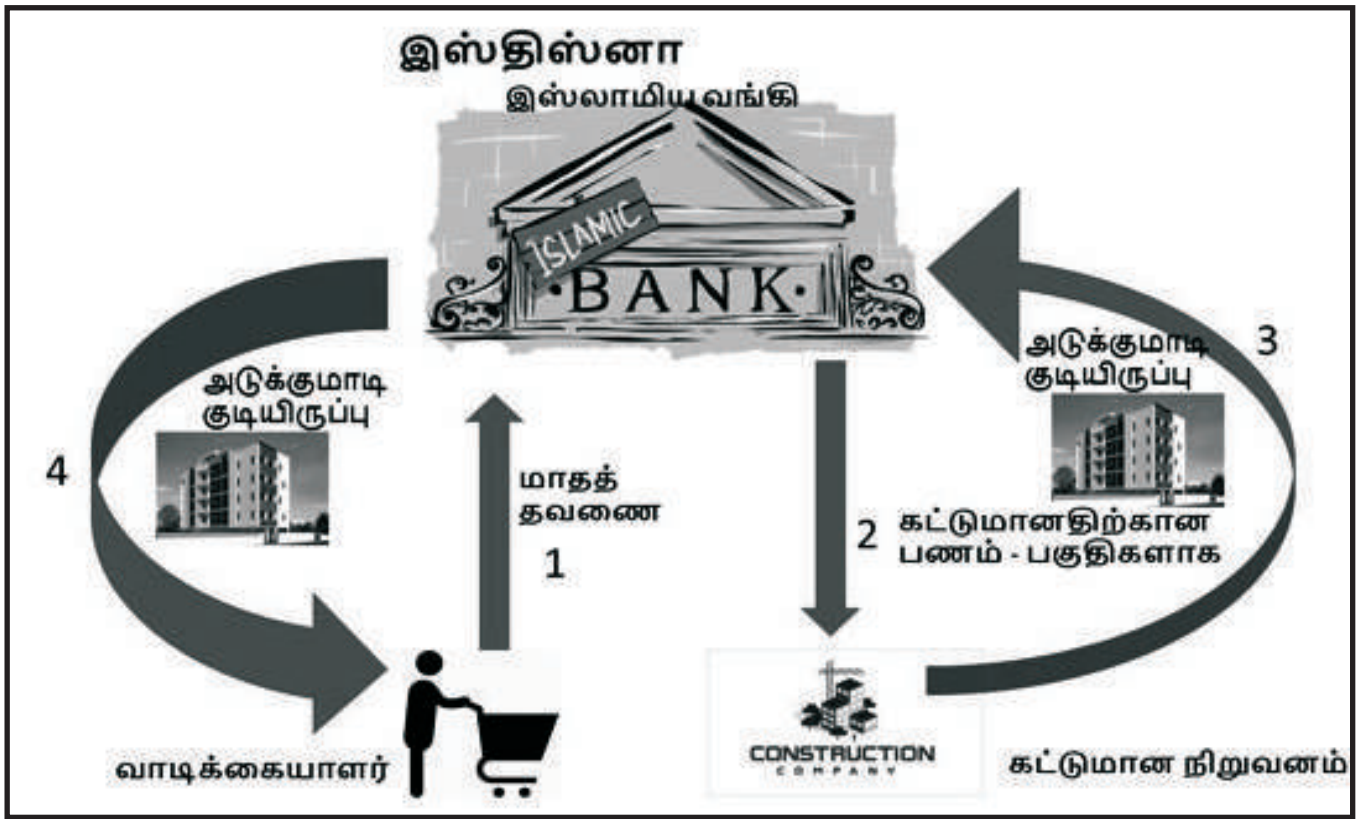 இஸ்திஸ்னா
இஸ்லாமிய வங்கி
ISLAMIC
·BANK·
அடுக்குமாடி
குடியிருப்பு
4
மாதத்
தவணை
1
2
கட்டுமானதிற்கான
பணம் - பகுதிகளாக
அடுக்குமாடி
குடியிருப்பு
3
வாடிக்கையாளர்
CONSTRUCTION
COMPANY
கட்டுமான நிறுவனம்